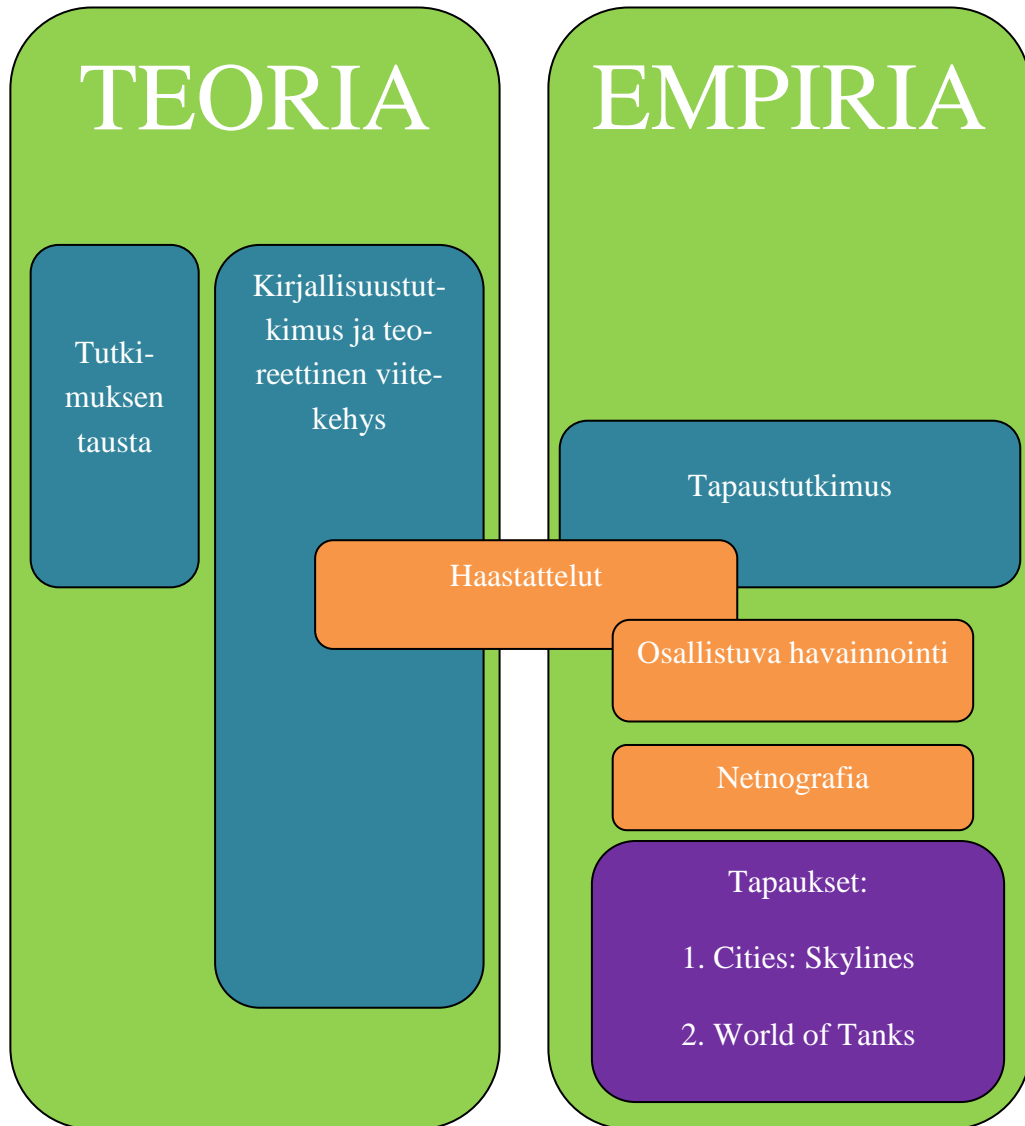 TEORIA
Tutki-
muksen
tausta
Kirjallisuustut-
kimus ja teo-
reettinen viite-
kehys
EMPIRIA
Tapaustutkimus
Haastattelut
Osallistuva havainnointi
Netnografia
Tapaukset:
1. Cities: Skylines
2. World of Tanks